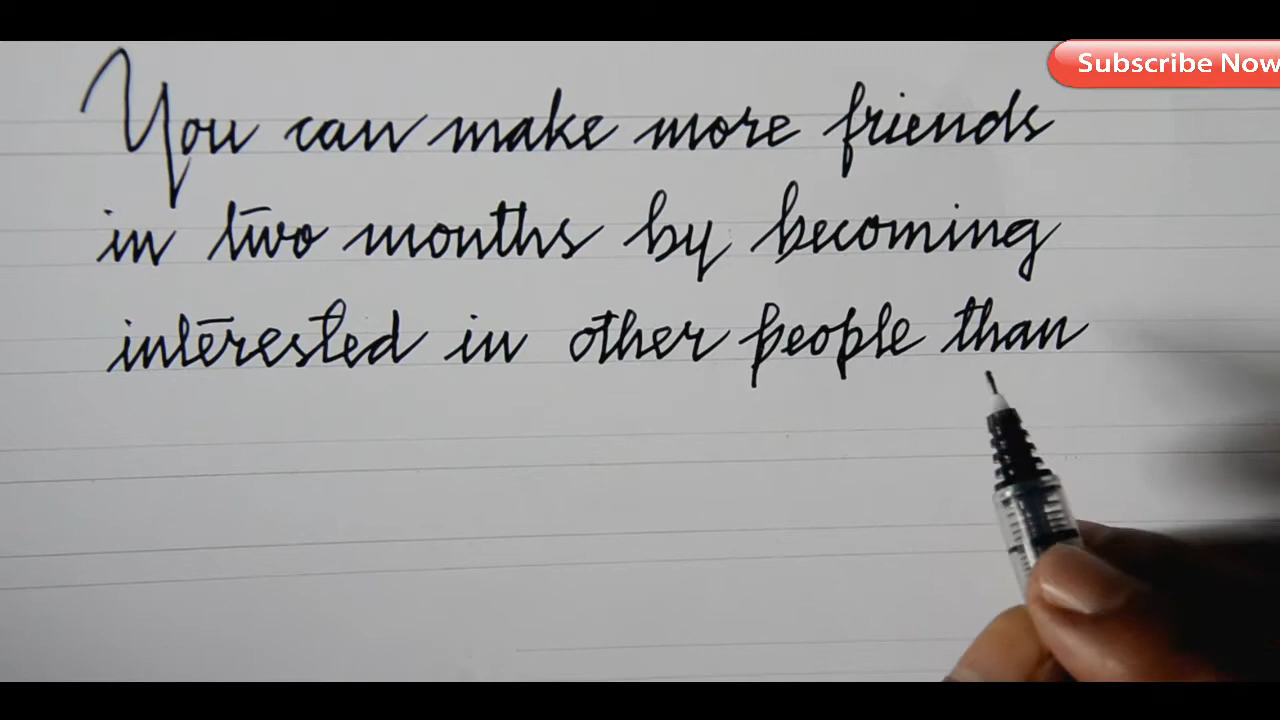 Subscribe Now
You can make more friends
in two months by becoming
interested in other people than